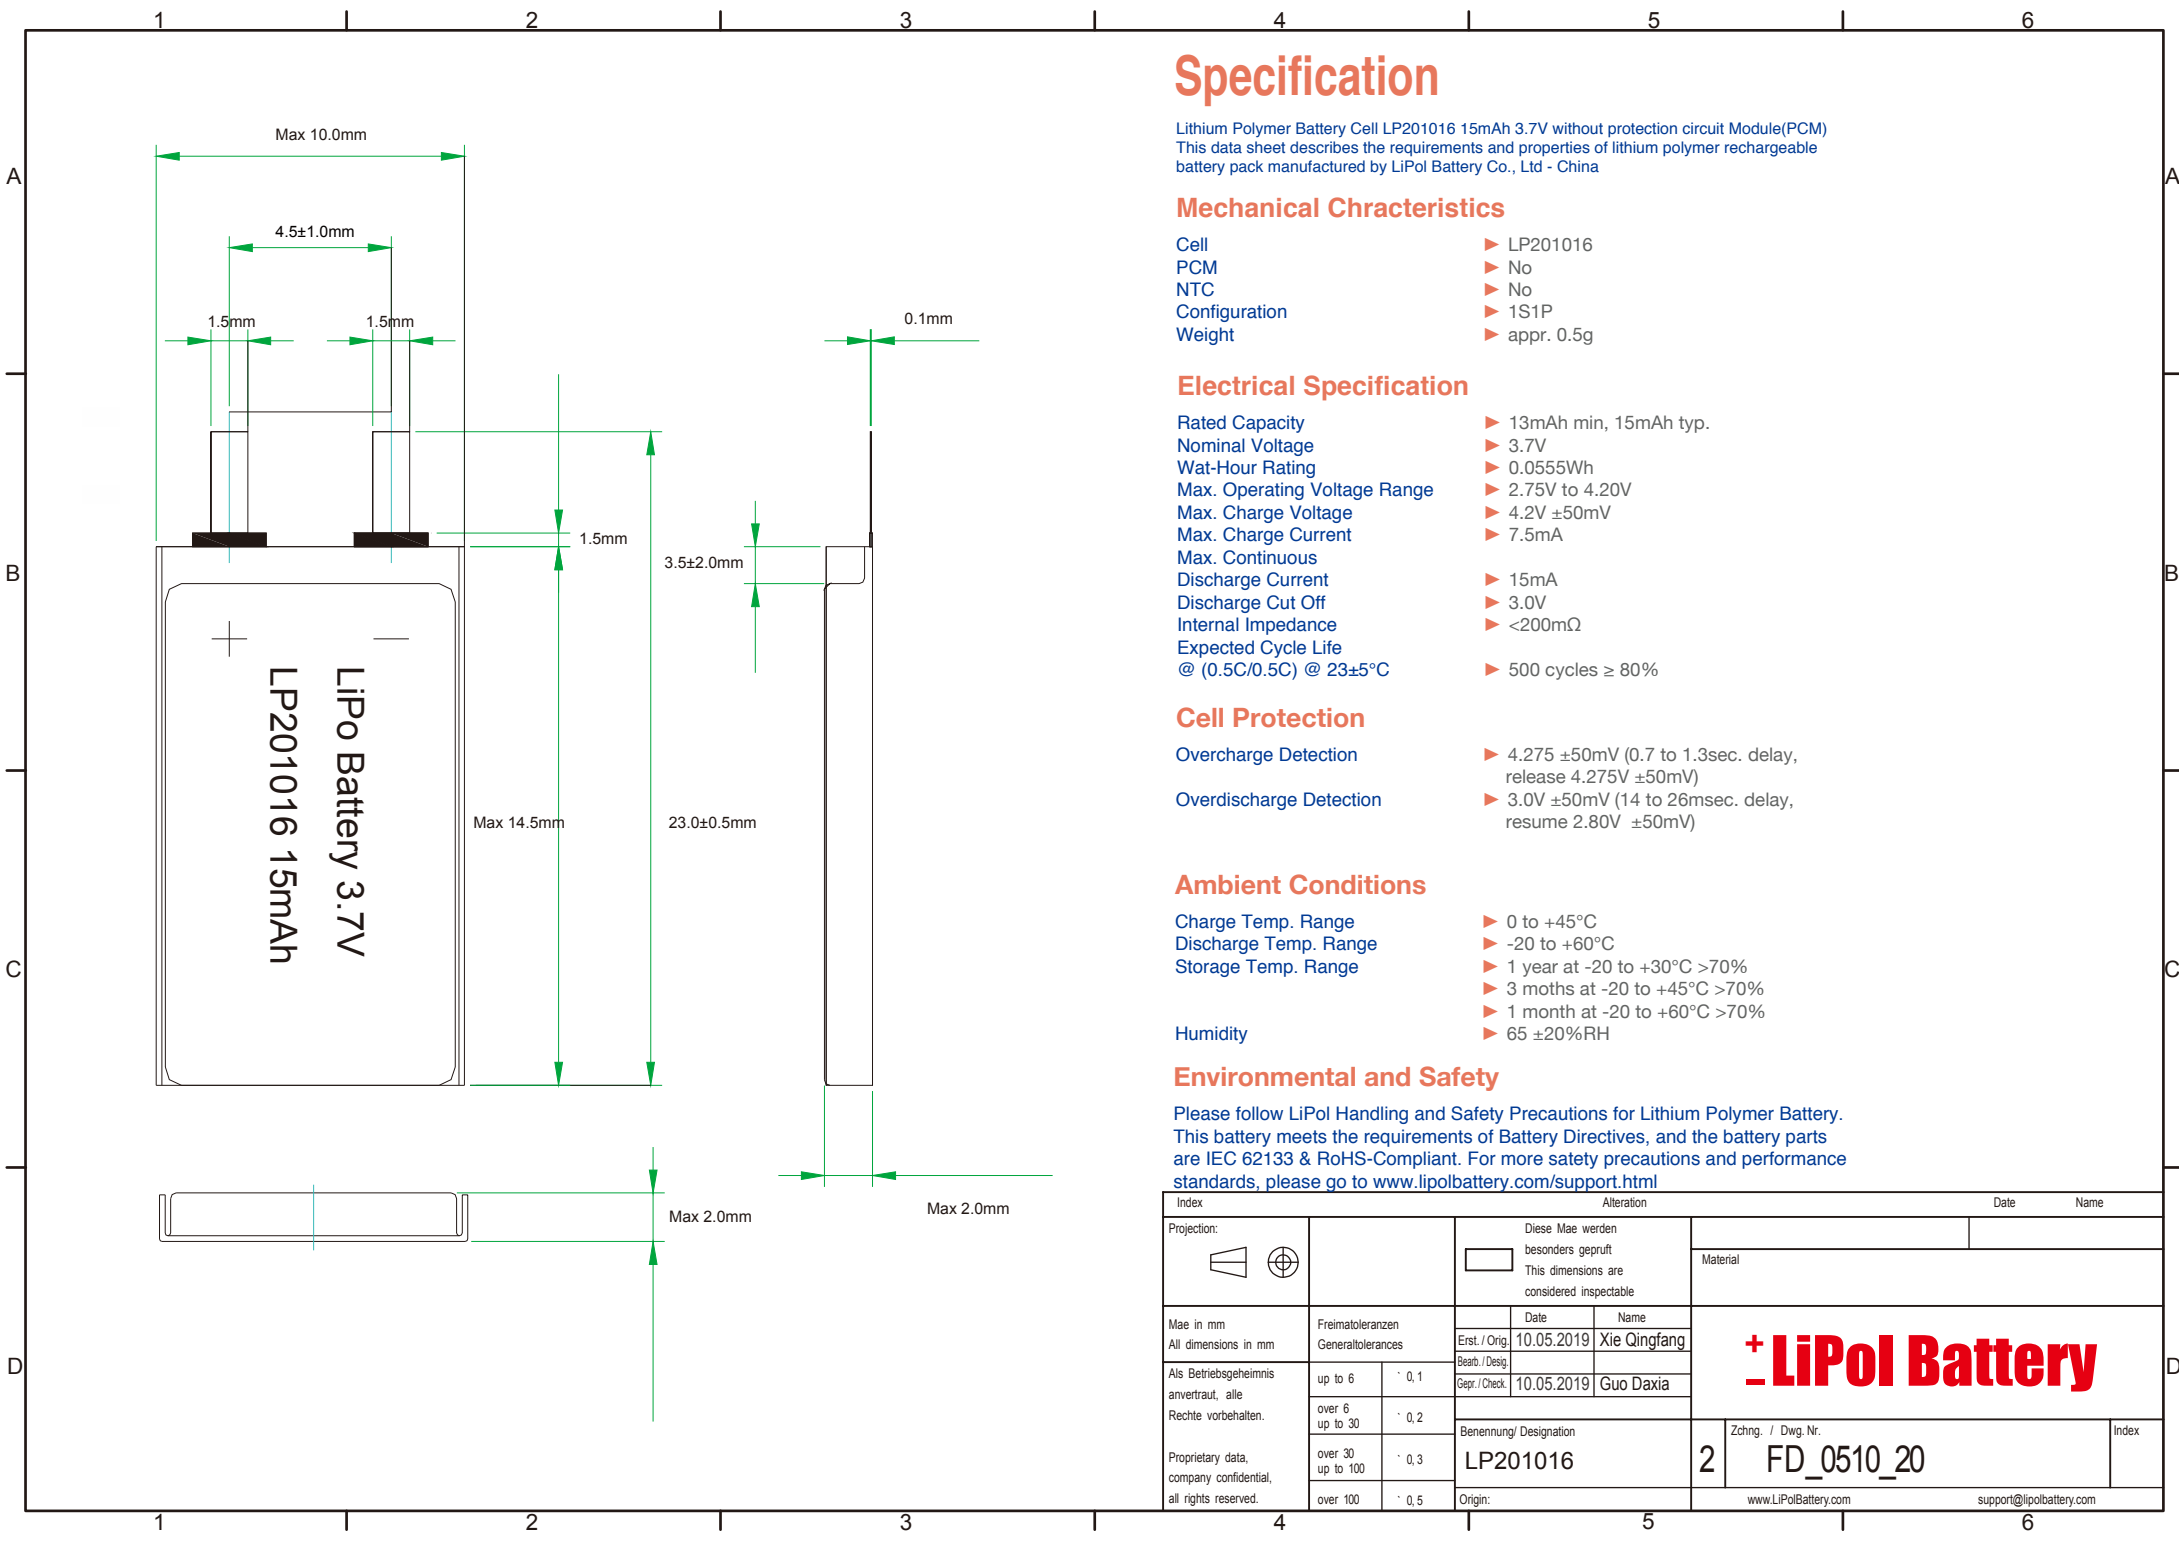 1 2 3 4 5 6
A A
B B
C C
D D
Max 10.0mm
4.5±1.0mm
1.5mm 1.5mm
0.1mm
1.5mm
3.5±2.0mm
Max 14.5mm
23.0±0.5mm
LiPo Battery 3.7V
LP201016 15mAh
Max 2.0mm
Max 2.0mm
Specification
Lithium Polymer Battery Cell LP201016 15mAh 3.7V without protection circuit Module(PCM)
This data sheet describes the requirements and properties of lithium polymer rechargeable
battery pack manufactured by LiPol Battery Co., Ltd - China
Mechanical Chracteristics
Cell ► LP201016
PCM ► No
NTC ► No
Configuration ► 1S1P
Weight ► appr. 0.5g
Electrical Specification
Rated Capacity ► 13mAh min, 15mAh typ.
Nominal Voltage ► 3.7V
Wat-Hour Rating ► 0.0555Wh
Max. Operating Voltage Range ► 2.75V to 4.20V
Max. Charge Voltage ► 4.2V ±50mV
Max. Charge Current ► 7.5mA
Max. Continuous
Discharge Current ► 15mA
Discharge Cut Off ► 3.0V
Internal Impedance ► <200mΩ
Expected Cycle Life
@ (0.5C/0.5C) @ 23±5°C ► 500 cycles ≥ 80%
Cell Protection
Overcharge Detection ► 4.275 ±50mV (0.7 to 1.3sec. delay,
release 4.275V ±50mV)
Overdischarge Detection ► 3.0V ±50mV (14 to 26msec. delay,
resume 2.80V ±50mV)
Ambient Conditions
Charge Temp. Range ► 0 to +45°C
Discharge Temp. Range ► -20 to +60°C
Storage Temp. Range ► 1 year at -20 to +30°C >70%
► 3 moths at -20 to +45°C >70%
► 1 month at -20 to +60°C >70%
Humidity ► 65 ±20%RH
Environmental and Safety
Please follow LiPol Handling and Safety Precautions for Lithium Polymer Battery.
This battery meets the requirements of Battery Directives, and the battery parts
are IEC 62133 & RoHS-Compliant. For more satety precautions and performance
standards, please go to www.lipolbattery.com/support.html
Index Alteration Date Name
Projection:
Diese Mae werden
besonders gepruft
This dimensions are
considered inspectable
Material
Mae in mm
All dimensions in mm
Freimatoleranzen
Generaltolerances
Date Name
Erst. / Orig. 10.05.2019 Xie Qingfang
Bearb. / Desig.
Gepr. / Check. 10.05.2019 Guo Daxia
Als Betriebsgeheimnis
anvertraut, alle
Rechte vorbehalten.
Proprietary data,
company confidential,
all rights reserved.
up to 6 ` 0, 1
over 6
up to 30 ` 0, 2
over 30
up to 100 ` 0, 3
over 100 ` 0, 5
Benennung/ Designation
LP201016
Origin:
+
– LiPol Battery
2
Zchng. / Dwg. Nr.
FD_0510_20
Index
www.LiPolBattery.com support@lipolbattery.com
1 2 3 4 5 6